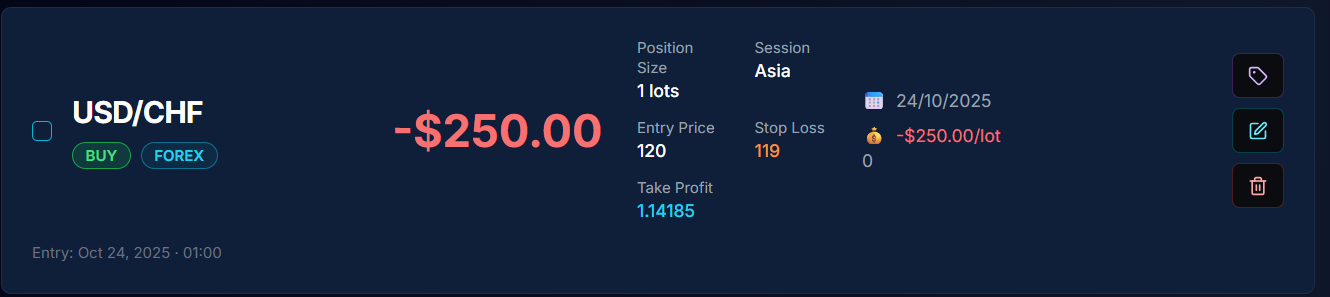 USD/CHF
BUY
FOREX
-$250.00
Position
Size
1 lots
Session
Asia
Entry Price
120
Stop Loss
119
Take Profit
1.14185
24/10/2025
-$250.00/lot
0
Entry: Oct 24, 2025 · 01:00